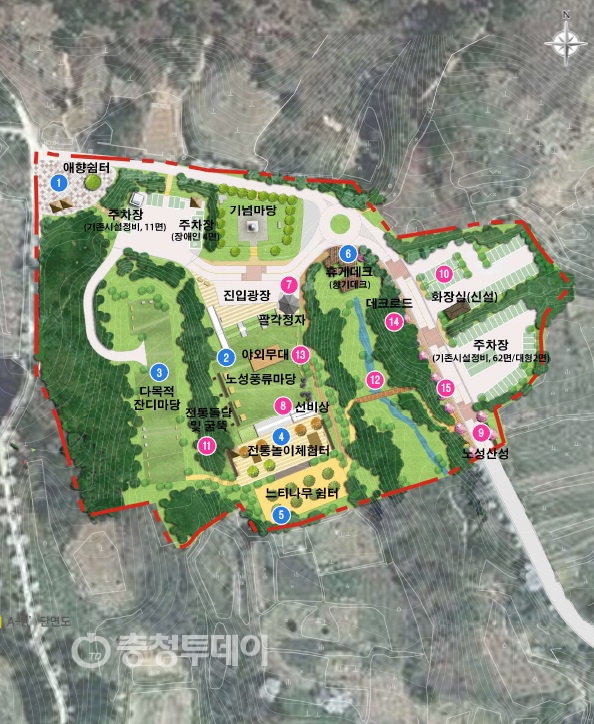 N
애향쉼터
1
주차장
(기존시설정비, 11면)
주차장
(장애인 4면)
기념마당
6
휴게데크
(향기데크)
10
화장실(신설)
진입광장
7
팔각정자
데크로드
14
주차장
(기존시설정비, 62면/대형2면)
2
야외무대
13
노성풍류마당
3
다목적
잔디마당
12
15
전통돌담
및 굴뚝
11
8
선비상
4
전통놀이체험터
9
노성산성
느티나무 쉼터
5
단면도
충청투데이